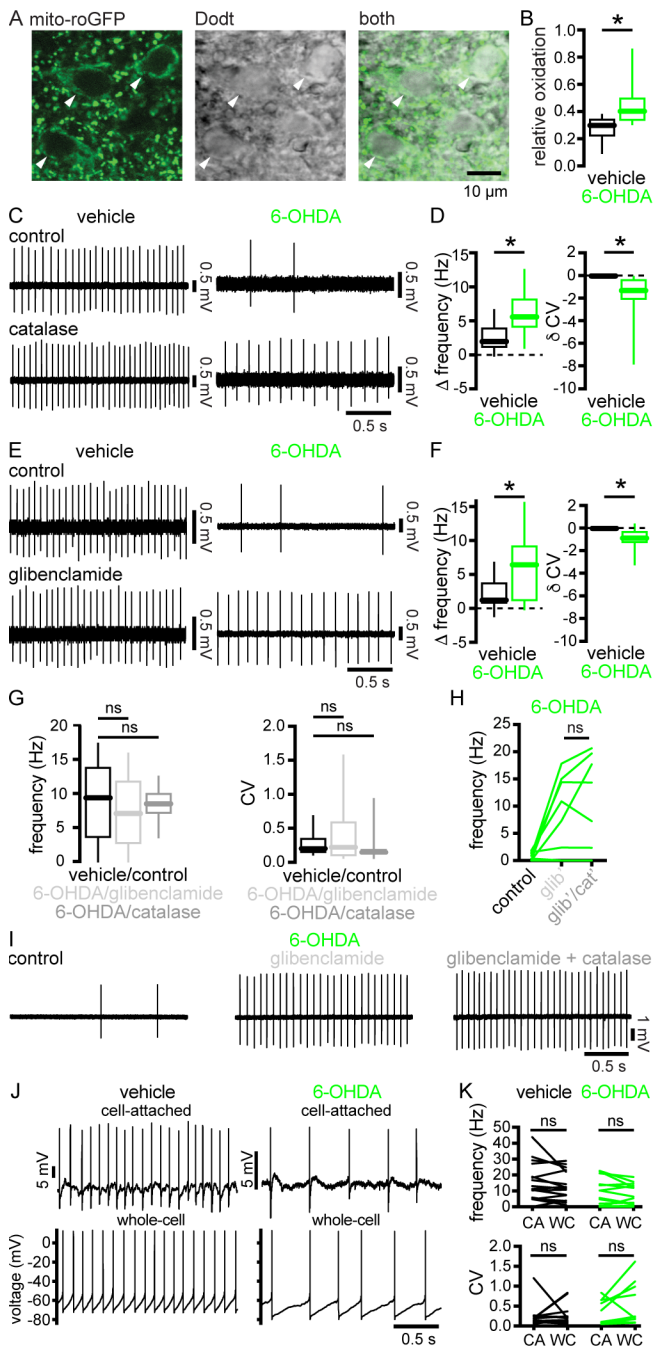 A mito-roGFP Dodt both
10 µm
B
*
relative oxidation
1.0
0.8
0.6
0.4
0.2
0.0
vehicle
6-OHDA
C vehicle 6-OHDA
control
0.5 mV
0.5 mV
catalase
0.5 mV
0.5 mV
0.5 s
D
*
Δ frequency (Hz)
15
10
5
0
-5
vehicle
6-OHDA
*
δ CV
2
0
-2
-4
-6
-8
-10
vehicle
6-OHDA
E vehicle 6-OHDA
control
0.5 mV
0.5 mV
glibenclamide
0.5 mV
0.5 mV
0.5 s
F
*
Δ frequency (Hz)
15
10
5
0
-5
vehicle
6-OHDA
*
δ CV
2
0
-2
-4
-6
-8
-10
vehicle
6-OHDA
G
ns
ns
frequency (Hz)
20
15
10
5
0
vehicle/control
6-OHDA/glibenclamide
6-OHDA/catalase
ns
ns
CV
2.0
1.5
1.0
0.5
0.0
vehicle/control
6-OHDA/glibenclamide
6-OHDA/catalase
H
6-OHDA
ns
frequency (Hz)
25
20
15
10
5
0
control
glib’
glib’/cat’
I
6-OHDA
control glibenclamide glibenclamide + catalase
1 mV
0.5 s
J vehicle 6-OHDA
cell-attached cell-attached
5 mV
5 mV
whole-cell whole-cell
voltage (mV)
0
-20
-40
-60
-80
0.5 s
K vehicle 6-OHDA
ns ns
frequency (Hz)
50
40
30
20
10
0
CA WC CA WC
ns ns
CV
2.0
1.5
1.0
0.5
0.0
CA WC CA WC